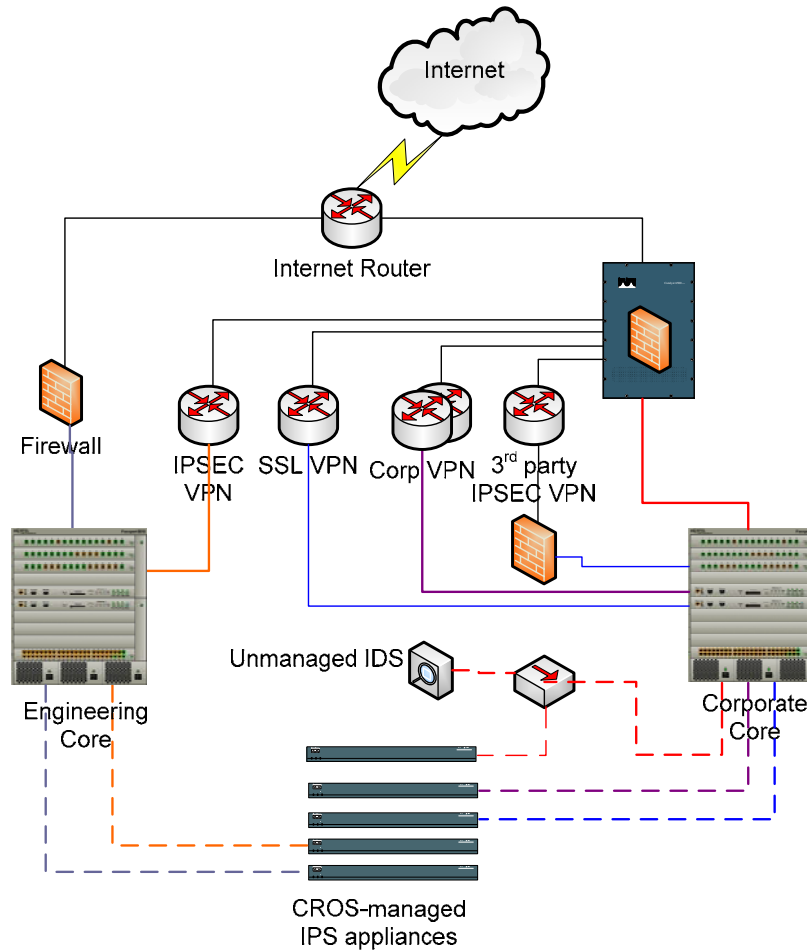 Internet
Internet Router
Firewall
IPSEC
VPN
SSL VPN
Corp VPN
3rd party
IPSEC VPN
Unmanaged IDS
Engineering
Core
Corporate
Core
CROS-managed
IPS appliances